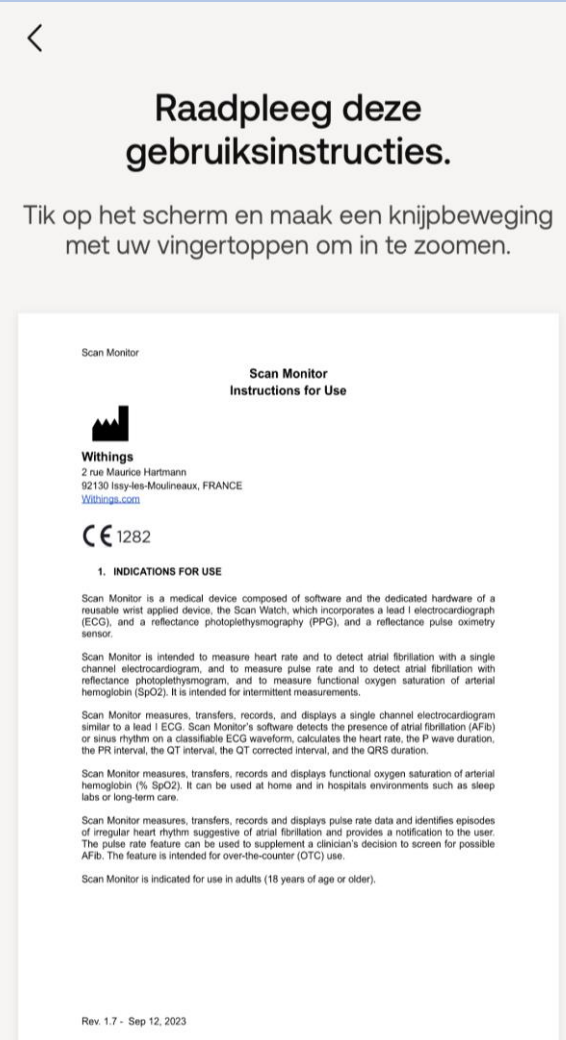 Raadpleeg deze
gebruiksinstructies.
Tik op het scherm en maak een knijpbeweging
met uw vingertoppen om in te zoomen.
Scan Monitor
Scan Monitor
Instructions for Use
Withings
2 rue Maurice Hartmann
92130 Issy-les-Moulineaux, FRANCE
Withings.com
CE 1282
1. INDICATIONS FOR USE
Scan Monitor is a medical device composed of software and the dedicated hardware of a
reusable wrist applied device, the Scan Watch, which incorporates a lead I electrocardiograph
(ECG), and a reflectance photoplethysmography (PPG), and a reflectance pulse oximetry
sensor.
Scan Monitor is intended to measure heart rate and to detect atrial fibrillation with a single
channel electrocardiogram, and to measure pulse rate and to detect atrial fibrillation with
reflectance photoplethysmogram, and to measure functional oxygen saturation of arterial
hemoglobin (SpO2). It is intended for intermittent measurements.
Scan Monitor measures, transfers, records, and displays a single channel electrocardiogram
similar to a lead I ECG. Scan Monitor's software detects the presence of atrial fibrillation (AFib)
or sinus rhythm on a classifiable ECG waveform, calculates the heart rate, the P wave duration,
the PR interval, the QT interval, the QT corrected interval, and the QRS duration.
Scan Monitor measures, transfers, records and displays functional oxygen saturation of arterial
hemoglobin (% SpO2). It can be used at home and in hospitals environments such as sleep
labs or long-term care.
Scan Monitor measures, transfers, records and displays pulse rate data and identifies episodes
of irregular heart rhythm suggestive of atrial fibrillation and provides a notification to the user.
The pulse rate feature can be used to supplement a clinician's decision to screen for possible
AFib. The feature is intended for over-the-counter (OTC) use.
Scan Monitor is indicated for use in adults (18 years of age or older).
Rev. 1.7 - Sep 12, 2023